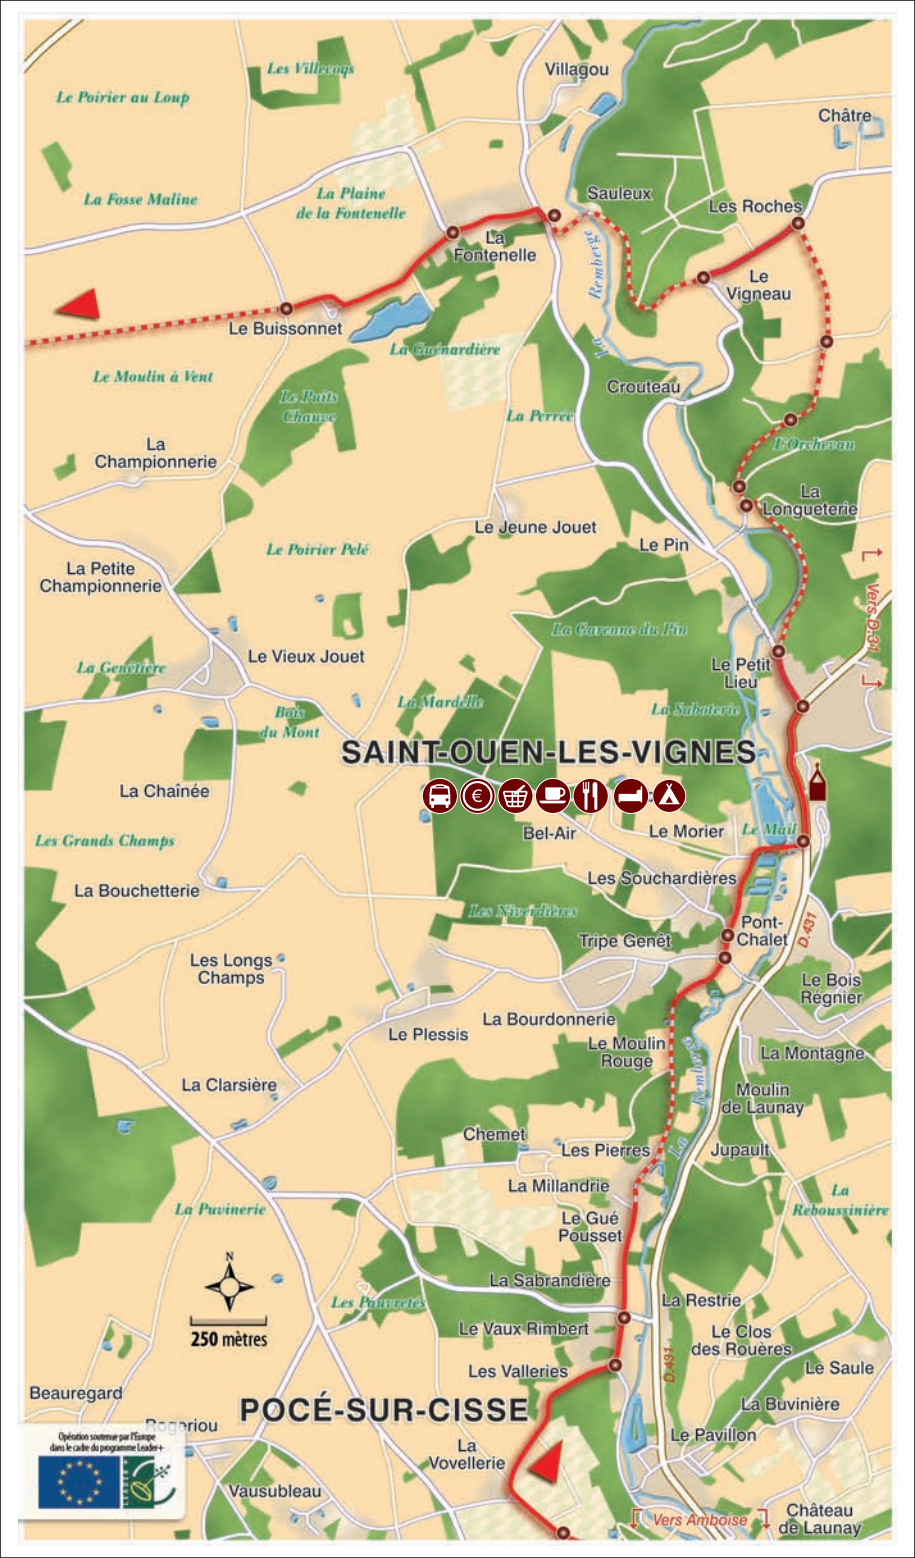 Les Villecoqs
Villagou
Le Poirier au Loup
Châtre
La Fosse Maline
La Plaine
de la Fontenelle
Sauleux
Les Roches
La
Fontenelle
La Remberge
Le
Vigneau
Le Buissonnet
La Guénardière
Le Moulin à Vent
Le Puits
Chauve
Crouteau
La Perrée
L'Orchevau
La
Championnerie
La
Longueterie
Le Jeune Jouet
Le Poirier Pelé
Le Pin
La Petite
Championnerie
Vers D.31
La Garenne du Pin
La Genétière
Le Vieux Jouet
Le Petit
Lieu
Bois
du Mont
La Mardelle
La Saboterie
SAINT-OUEN-LES-VIGNES
€
La Chaînée
Bel-Air
Le Morier
Le Mail
Les Grands Champs
La Bouchetterie
Les Souchardières
Les Niverdières
Pont-
Chalet
D.431
Tripe Genêt
Les Longs
Champs
Le Bois
Régnier
La Bourdonnerie
Le Plessis
Le Moulin
Rouge
La Montagne
La Remberge
La Clarsière
Moulin
de Launay
Chemet
Les Pierres
Jupault
La Millandrie
La
Reboussinière
La Puvinerie
Le Gué
Pousset
N
La Sabrandière
Les Pauvretés
La Restrie
250 mètres
Le Vaux Rimbert
Le Clos
des Rouères
D.431
Les Valleries
Le Saule
Beauregard
POCÉ-SUR-CISSE
La Buvinière
Rogeriou
Le Pavillon
Opération soutenue par l'Europe
dans le cadre du programme Leader+
La
Vovellerie
LEADER
Vausubleau
Vers Amboise
Château
de Launay